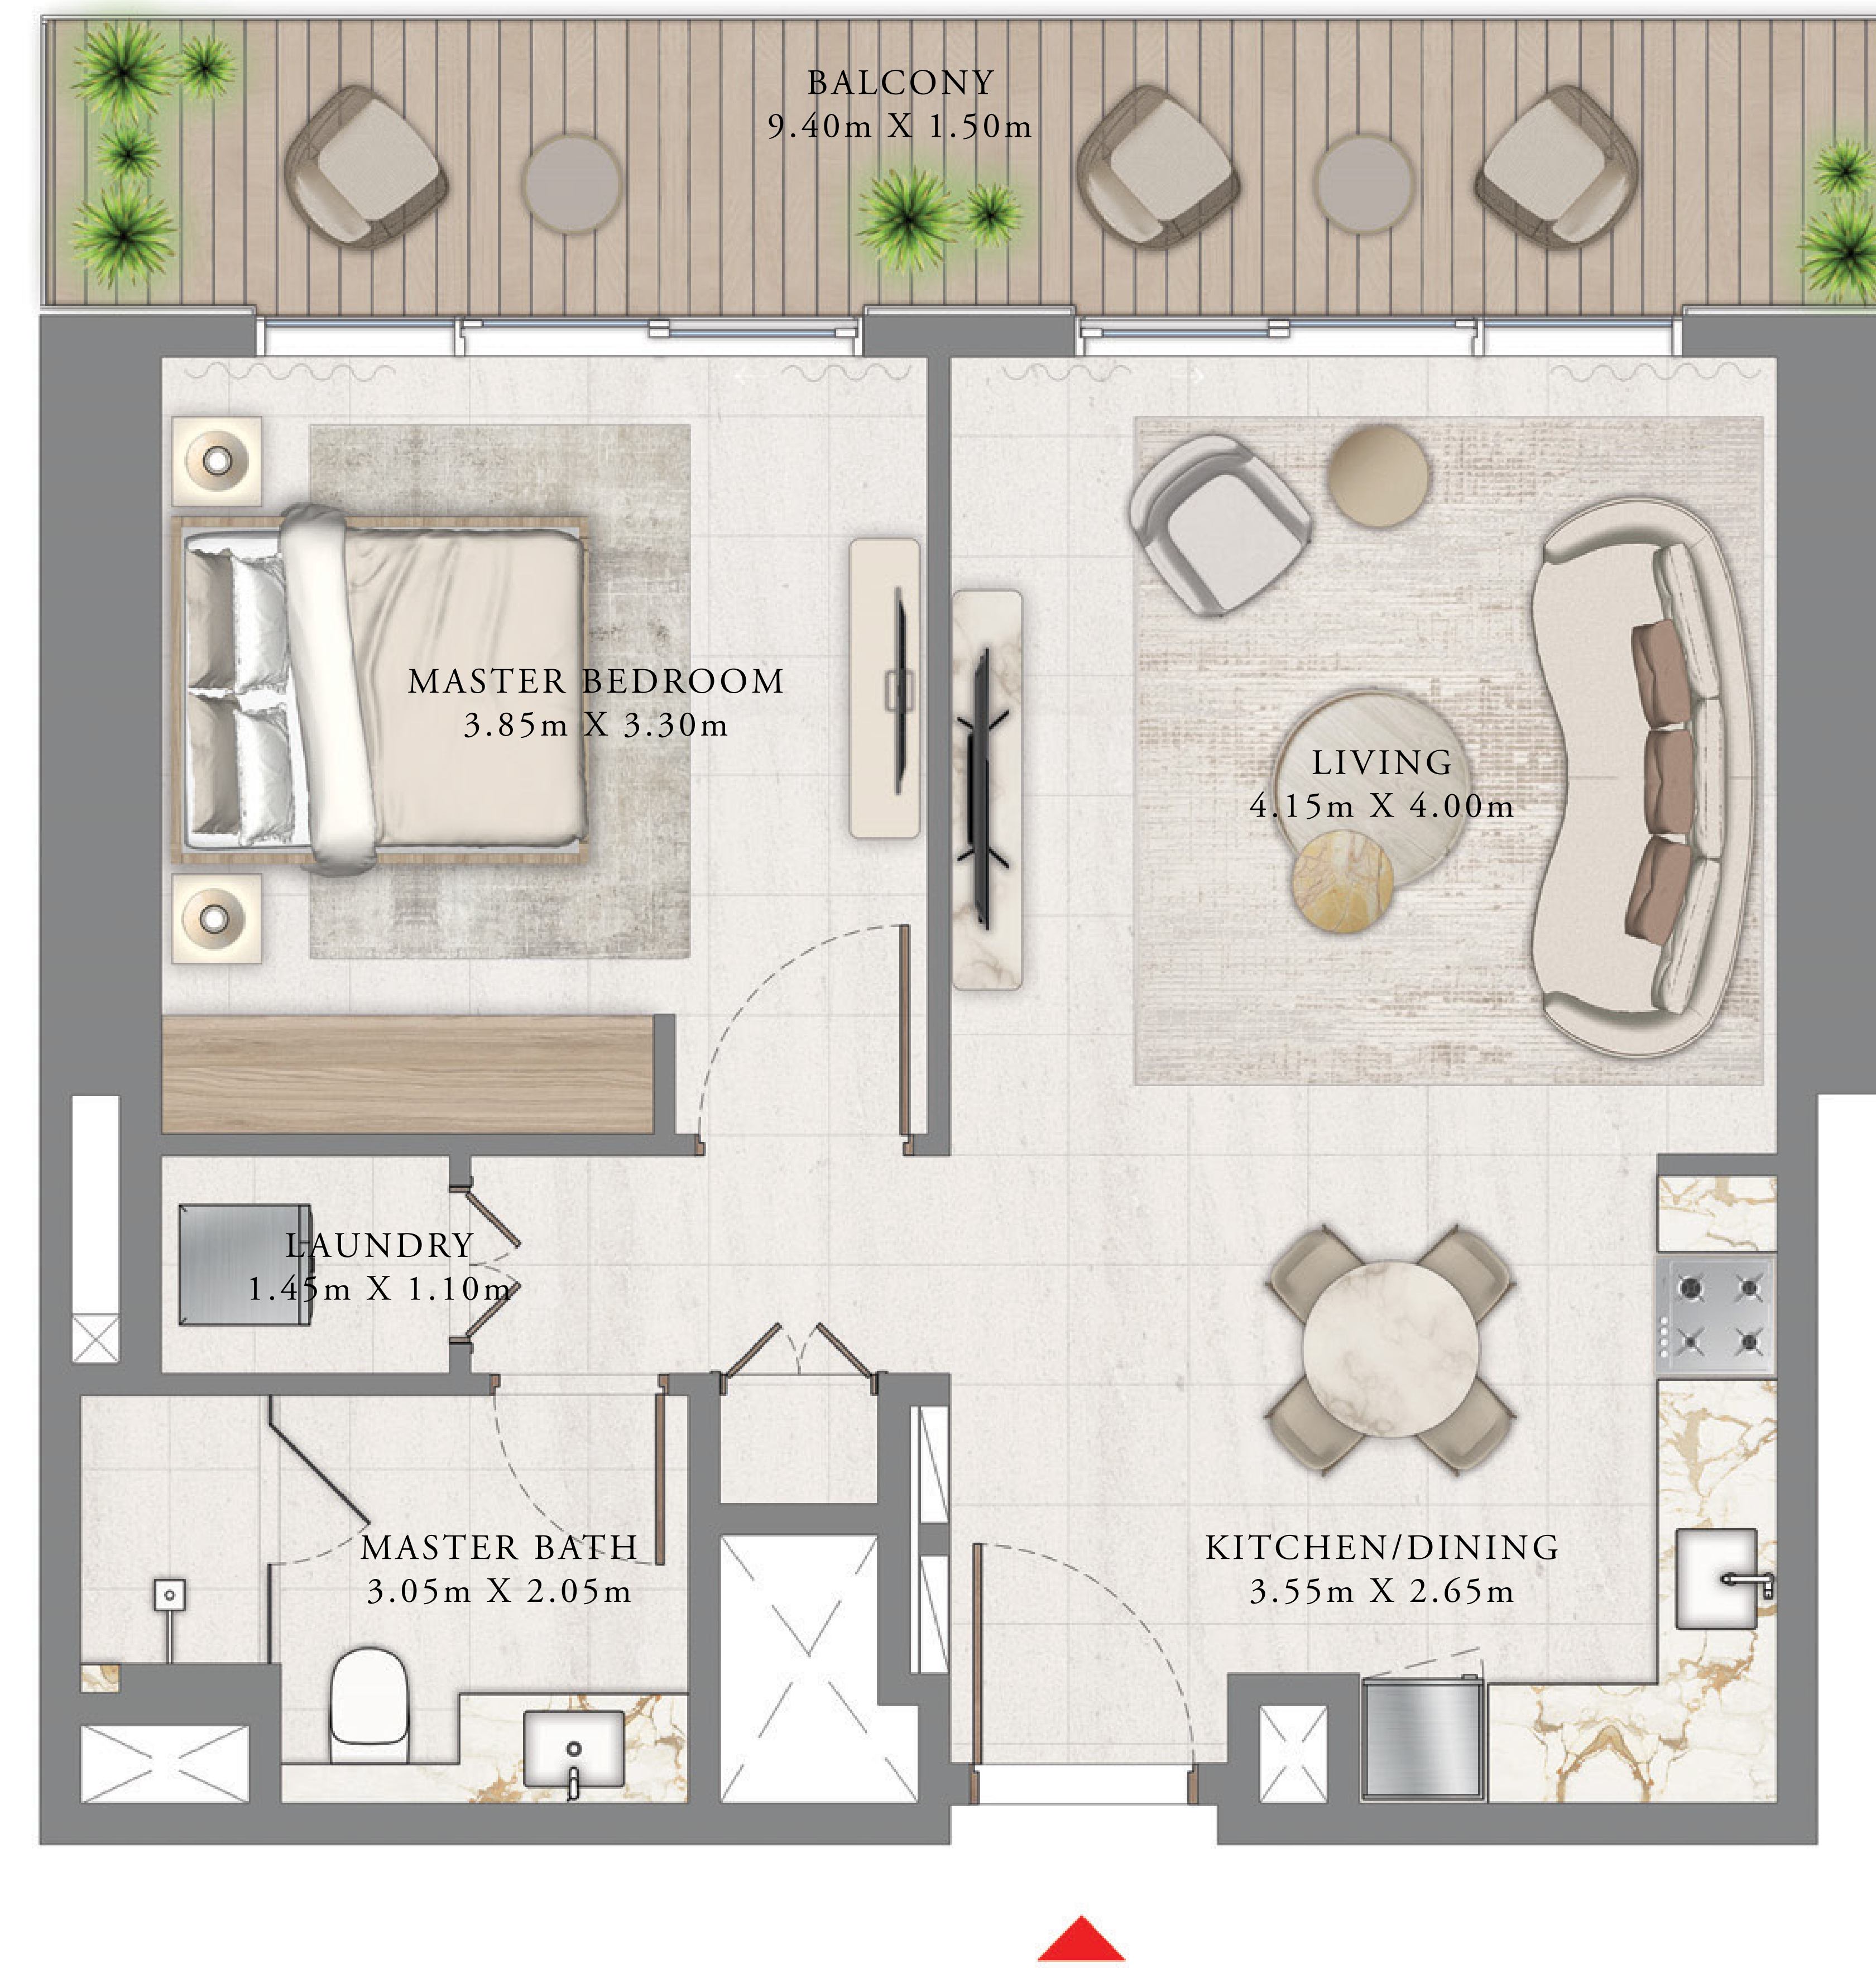 BALCONY
9.40m X 1.50m
MASTER BEDROOM
3.85m X 3.30m
LIVING
4.15m X 4.00m
LAUNDRY
1.45m X 1.10m
MASTER BATH
3.05m X 2.05m
KITCHEN/DINING
3.55m X 2.65m